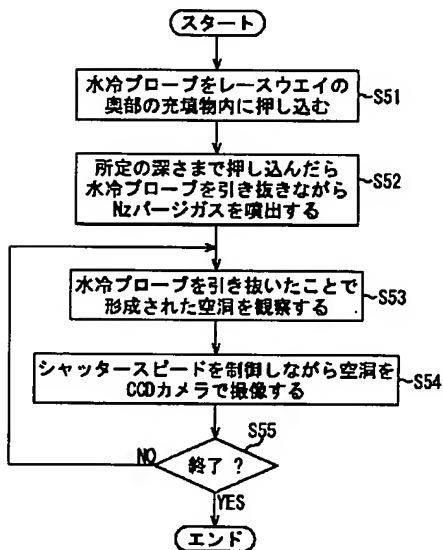 スタート
水冷プローブをレースウエイの
奥部の充填物内に押し込む
S51
所定の深さまで押し込んだら
水冷プローブを引き抜きながら
Nzパージガスを噴出する
S52
水冷プローブを引き抜いたことで
形成された空洞を観察する
S53
シャッタースピードを制御しながら空洞を
CCDカメラで撮像する
S54
S55
終了 ?
NO
YES
エンド